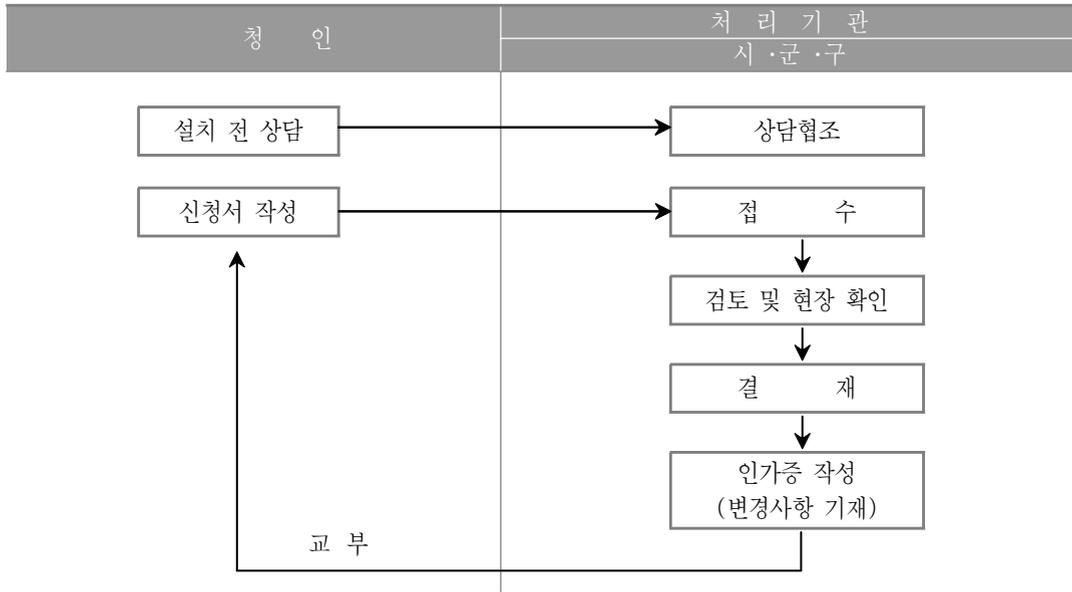 청 인
처 리 기 관
시 ·군 ·구
설치 전 상담
상담협조
신청서 작성
접 수
검토 및 현장 확인
결 재
인가증 작성
(변경사항 기재)
교 부